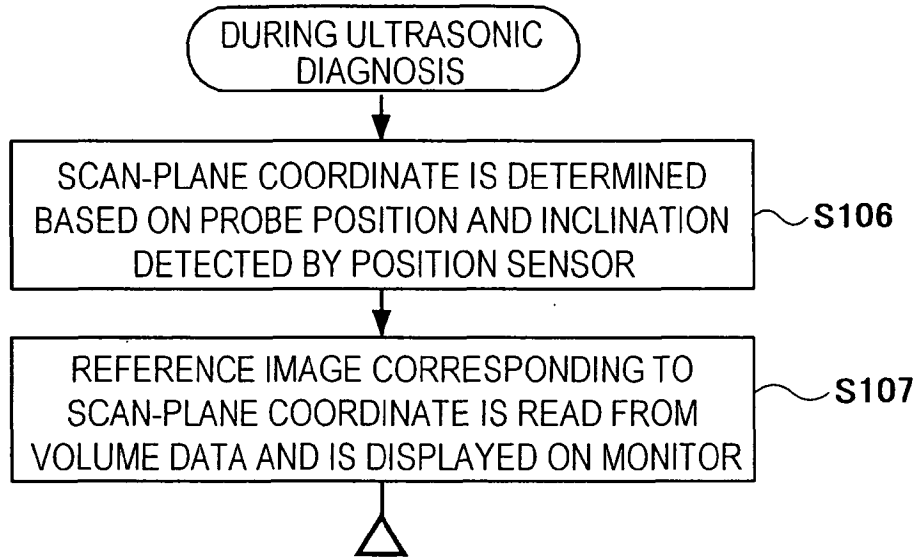 DURING ULTRASONIC
DIAGNOSIS
SCAN-PLANE COORDINATE IS DETERMINED
BASED ON PROBE POSITION AND INCLINATION
DETECTED BY POSITION SENSOR
S106
REFERENCE IMAGE CORRESPONDING TO
SCAN-PLANE COORDINATE IS READ FROM
VOLUME DATA AND IS DISPLAYED ON MONITOR
S107